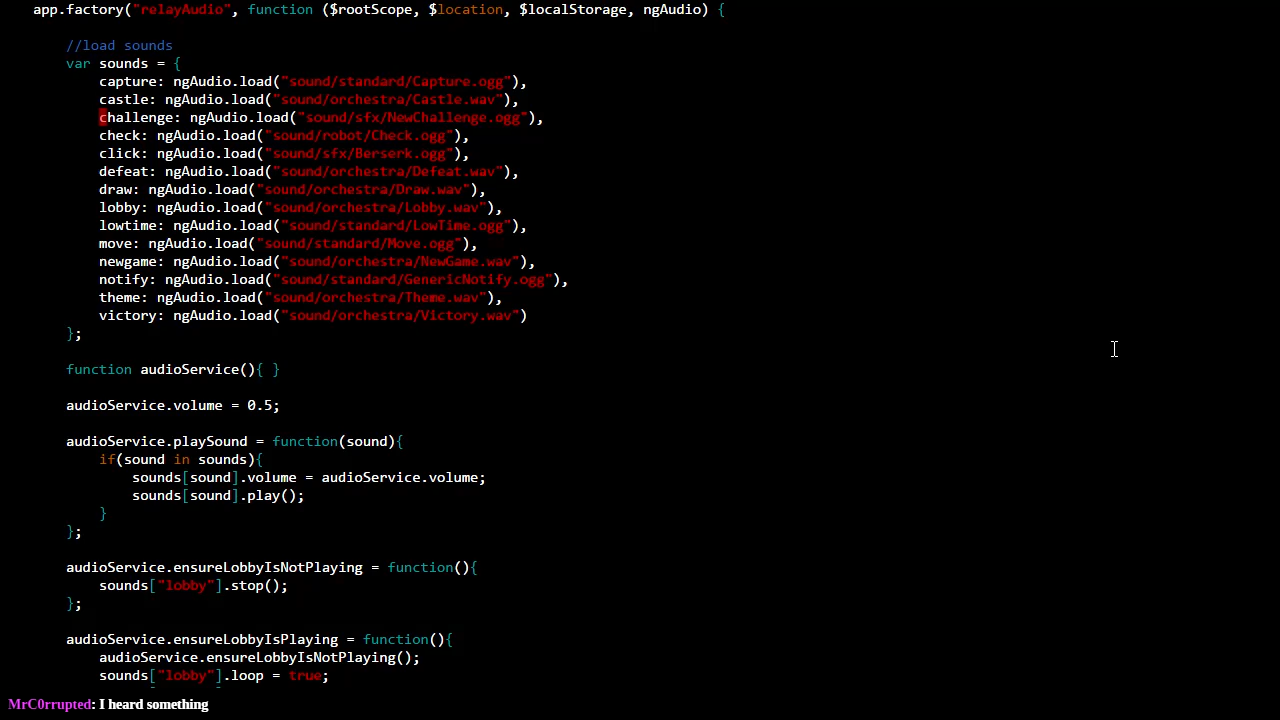 app.factory("relayAudio", function ($rootScope, $location, $localStorage, ngAudio) {
//load sounds
var sounds = {
capture: ngAudio.load("sound/standard/Capture.ogg"),
castle: ngAudio.load("sound/orchestra/Castle.wav"),
challenge: ngAudio.load("sound/sfx/NewChallenge.ogg"),
check: ngAudio.load("sound/robot/Check.ogg"),
click: ngAudio.load("sound/sfx/Berserk.ogg"),
defeat: ngAudio.load("sound/orchestra/Defeat.wav"),
draw: ngAudio.load("sound/orchestra/Draw.wav"),
lobby: ngAudio.load("sound/orchestra/Lobby.wav"),
lowtime: ngAudio.load("sound/standard/LowTime.ogg"),
move: ngAudio.load("sound/standard/Move.ogg"),
newgame: ngAudio.load("sound/orchestra/NewGame.wav"),
notify: ngAudio.load("sound/standard/GenericNotify.ogg"),
theme: ngAudio.load("sound/orchestra/Theme.wav"),
victory: ngAudio.load("sound/orchestra/Victory.wav")
};
function audioService(){ }
audioService.volume = 0.5;
audioService.playSound = function(sound){
if(sound in sounds){
sounds[sound].volume = audioService.volume;
sounds[sound].play();
}
};
audioService.ensureLobbyIsNotPlaying = function(){
sounds["lobby"].stop();
};
audioService.ensureLobbyIsPlaying = function(){
audioService.ensureLobbyIsNotPlaying();
sounds["lobby"].loop = true;
MrC0rrupted: I heard something